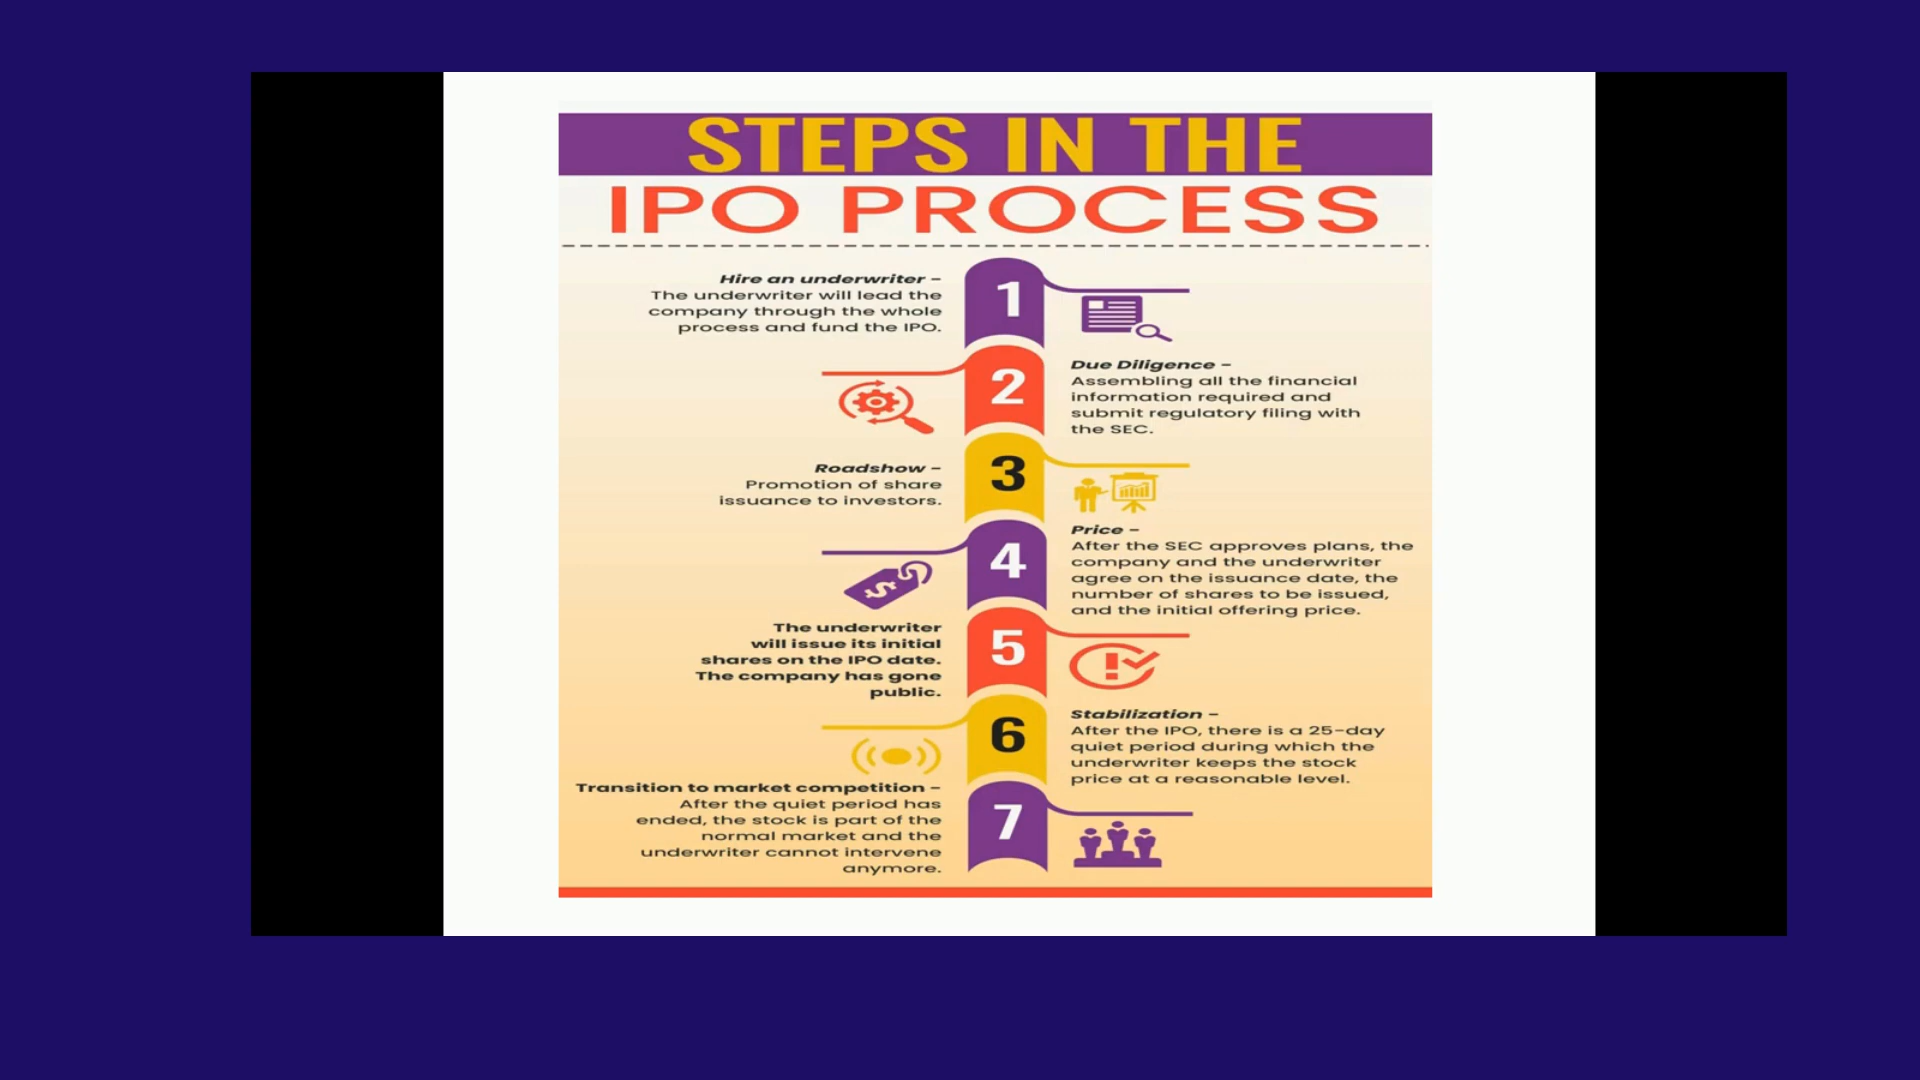 STEPS IN THE
IPO PROCESS
1
Hire an underwriter –
The underwriter will lead the
company through the whole
process and fund the IPO.
2
Due Diligence –
Assembling all the financial
information required and
submit regulatory filing with
the SEC.
3
Roadshow –
Promotion of share
issuance to investors.
4
Price –
After the SEC approves plans, the
company and the underwriter
agree on the issuance date, the
number of shares to be issued,
and the initial offering price.
5
The underwriter
will issue its initial
shares on the IPO date.
The company has gone
public.
6
Stabilization –
After the IPO, there is a 25–day
quiet period during which the
underwriter keeps the stock
price at a reasonable level.
7
Transition to market competition –
After the quiet period has
ended, the stock is part of the
normal market and the
underwriter cannot intervene
anymore.
$